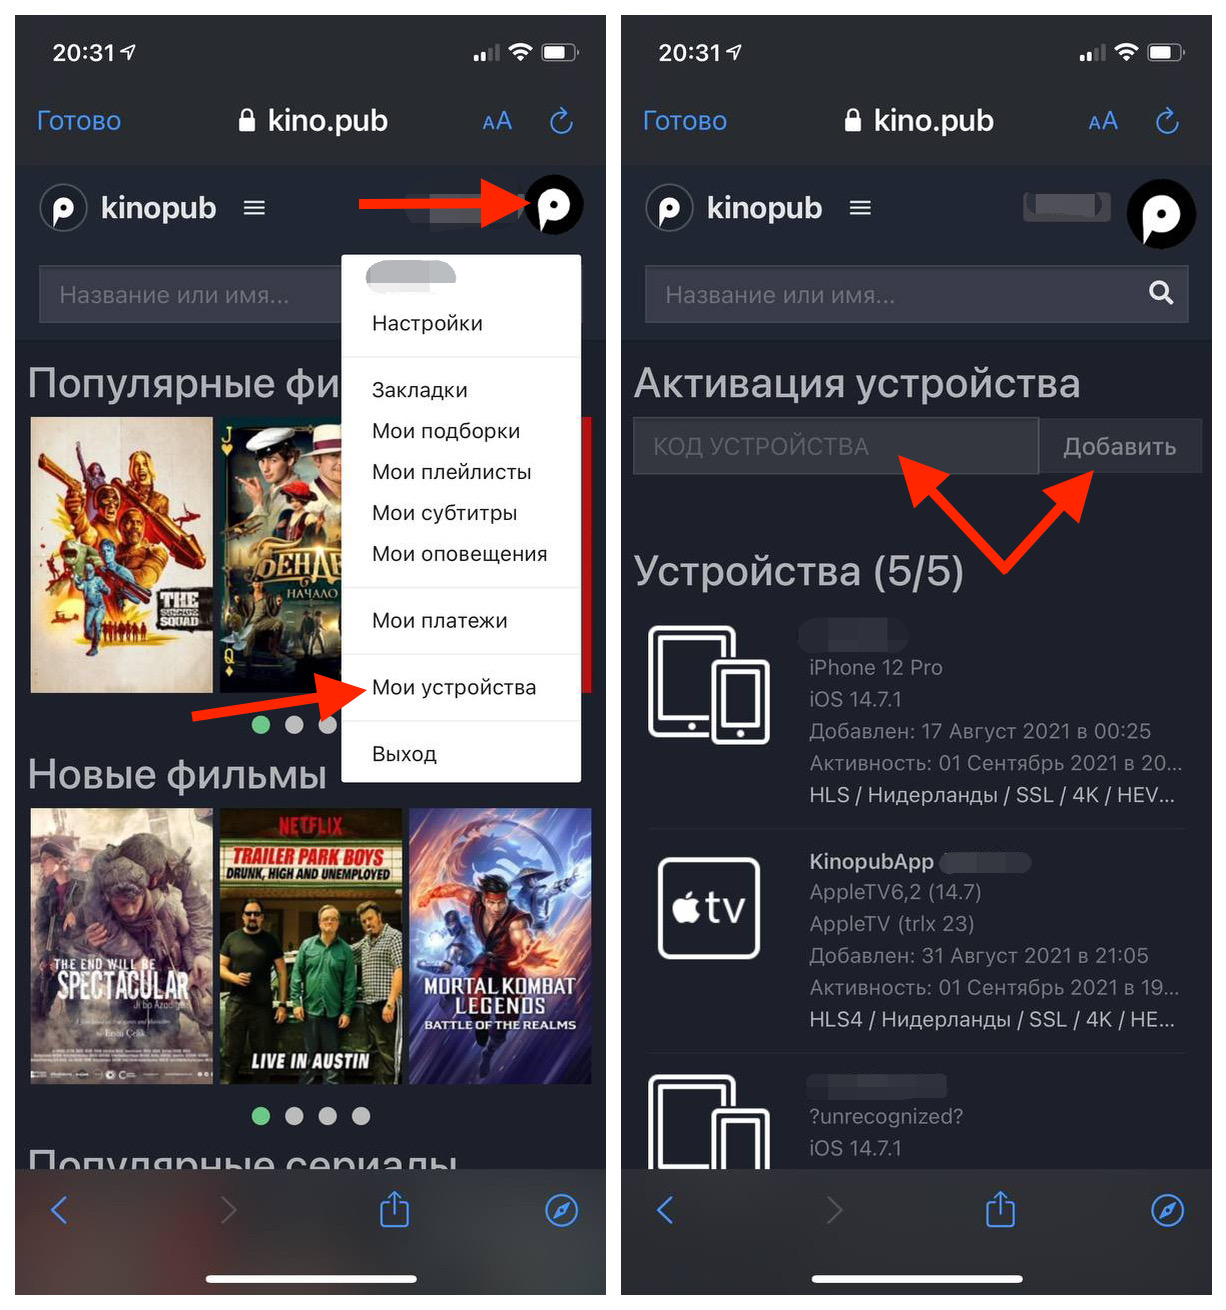 20:31
Готово
kino.pub
AA
kinopub
Название или имя...
Настройки
Закладки
Мои подборки
Мои плейлисты
Мои субтитры
Мои оповещения
Мои платежи
Мои устройства
Выход
Популярные фи
THE
SUICIDE
SQUAD
J
БЕНДЕ
НАЧАЛО
Q
Новые фильмы
THE END WILL BE
SPECTACULAR
Ji bo Azadiyê
Ersin Çelik
NETFLIX
TRAILER PARK BOYS
DRUNK, HIGH AND UNEMPLOYED
LIVE IN AUSTIN
MORTAL KOMBAT
LEGENDS
BATTLE OF THE REALMS
Популярные сериалы
20:31
Готово
kino.pub
AA
kinopub
Название или имя...
Активация устройства
КОД УСТРОЙСТВА
Добавить
Устройства (5/5)
iPhone 12 Pro
iOS 14.7.1
Добавлен: 17 Август 2021 в 00:25
Активность: 01 Сентябрь 2021 в 20...
HLS / Нидерланды / SSL / 4K / HEV...
tv
KinopubApp
AppleTV6,2 (14.7)
AppleTV (trlx 23)
Добавлен: 31 Август 2021 в 21:05
Активность: 01 Сентябрь 2021 в 19...
HLS4 / Нидерланды / SSL / 4K / HE...
?unrecognized?
iOS 14.7.1